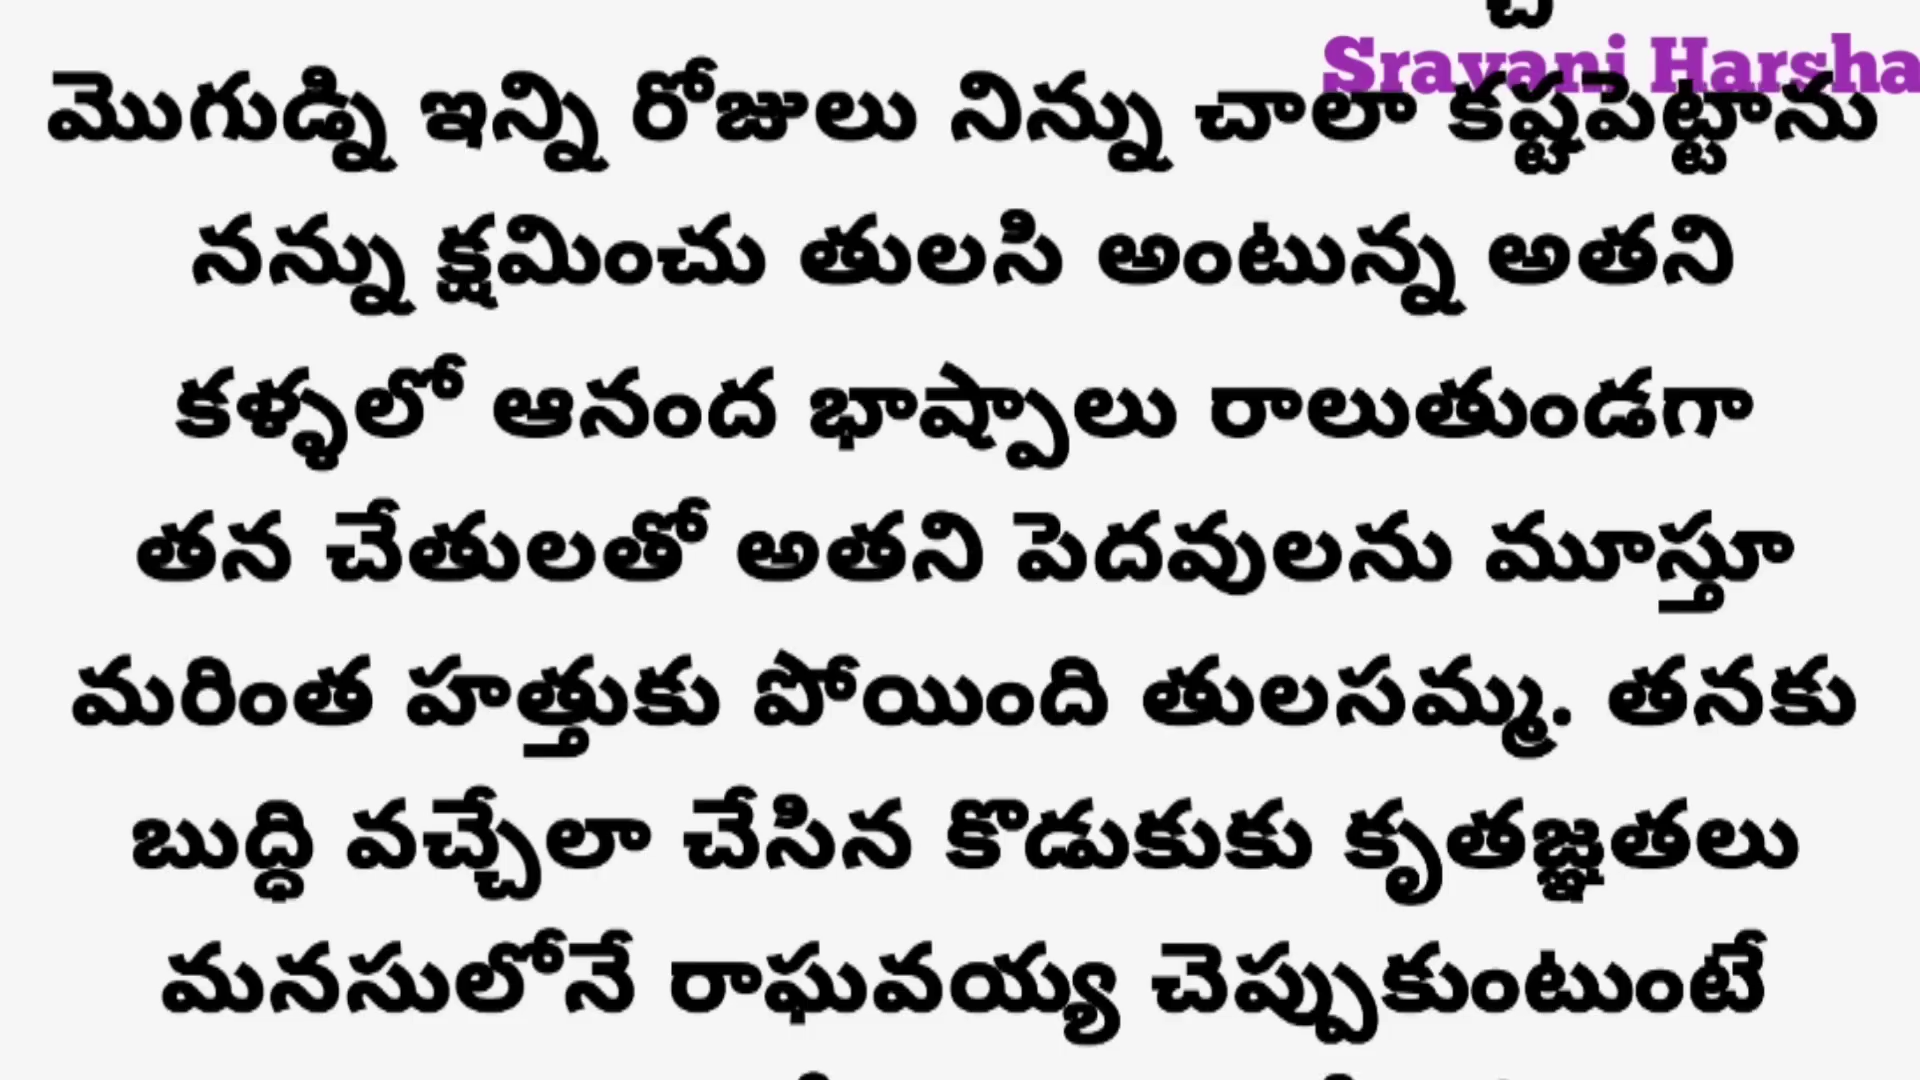 Sravani Harsha
మొగుడ్ని ఇన్ని రోజులు నిన్ను చాలా కష్టపెట్టాను
నన్ను క్షమించు తులసి అంటున్న అతని
కళ్ళలో ఆనంద భాష్పాలు రాలుతుండగా
తన చేతులతో అతని పెదవులను మూస్తూ
మరింత హత్తుకు పోయింది తులసమ్మ. తనకు
బుద్ధి వచ్చేలా చేసిన కొడుకుకు కృతజ్ఞతలు
మనసులోనే రాఘవయ్య చెప్పుకుంటుంటే